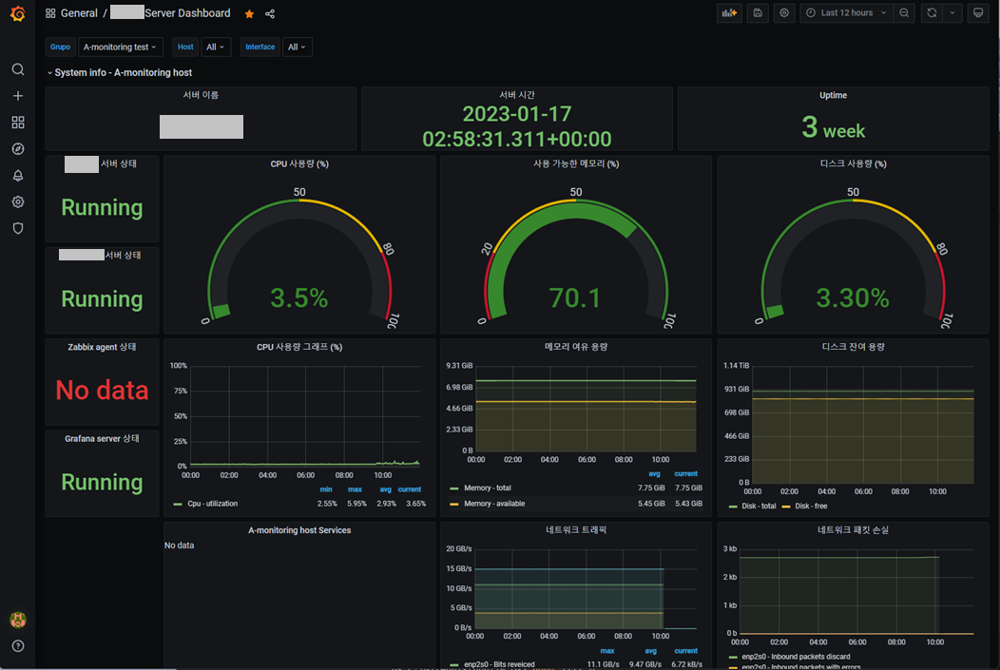 General / Server Dashboard
Last 12 hours
Grupo A-monitoring test Host All Interface All
System info - A-monitoring host
서버 이름
서버 시간
2023-01-17
02:58:31.311+00:00
Uptime
3 week
서버 상태
Running
서버 상태
Running
Zabbix agent 상태
No data
Grafana server 상태
Running
CPU 사용량 (%)
0
50
80
100
3.5%
사용 가능한 메모리 (%)
0
20
50
100
70.1
디스크 사용량 (%)
0
50
80
100
3.30%
CPU 사용량 그래프 (%)
100%
75%
50%
25%
0%
00:00 02:00 04:00 06:00 08:00 10:00
min max avg current
Cpu - utilization 2.55% 5.95% 2.93% 3.65%
메모리 여유 용량
9.31 GiB
6.98 GiB
4.66 GiB
2.33 GiB
0 B
00:00 02:00 04:00 06:00 08:00 10:00
avg current
Memory - total 7.75 GiB 7.75 GiB
Memory - available 5.45 GiB 5.43 GiB
디스크 잔여 용량
1.14 TiB
931 GiB
698 GiB
466 GiB
233 GiB
0 B
00:00 02:00 04:00 06:00 08:00 10:00
Disk - total Disk - free
A-monitoring host Services
No data
네트워크 트래픽
20 GB/s
15 GB/s
10 GB/s
5 GB/s
0 B/s
00:00 02:00 04:00 06:00 08:00 10:00
max avg current
enp2s0 - Bits reveiced 11.1 GB/s 9.47 GB/s 6.72 kB/s
네트워크 패킷 손실
3 kb
2 kb
1 kb
0 b
00:00 02:00 04:00 06:00 08:00 10:00
enp2s0 - Inbound packets discard
enp2s0 - Inbound packets with errors